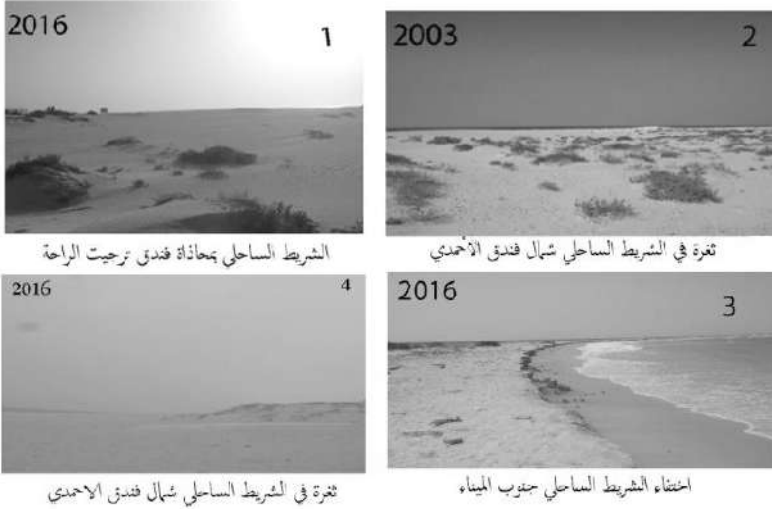 2016
1
2003
2
الشريط الساحلي بمحاذاة فندق ترحيت الراحة
ثغرة في الشريط الساحلي شمال فندق الأحمدي
2016
4
2016
3
ثغرة في الشريط الساحلي شمال فندق الاحمدي
اختفاء الشريط الساحلي جنوب الميناء